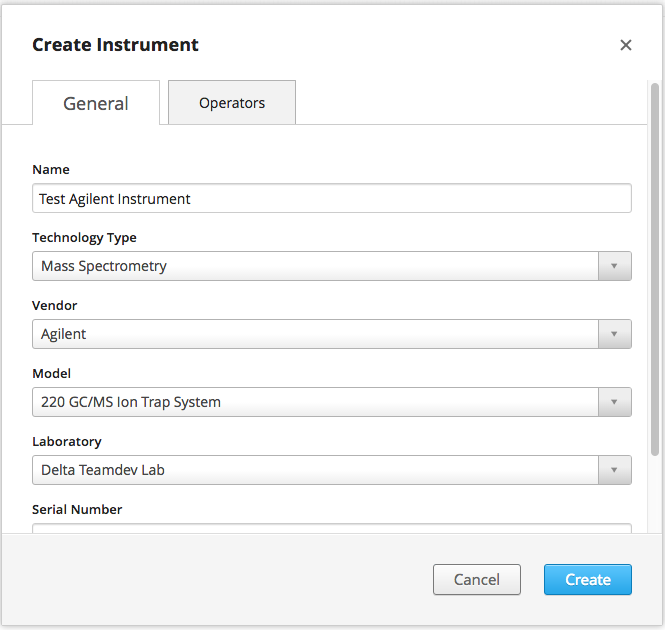 Create Instrument
General
Operators
Name
Test Agilent Instrument
Technology Type
Mass Spectrometry
Vendor
Agilent
Model
220 GC/MS Ion Trap System
Laboratory
Delta Teamdev Lab
Serial Number
Cancel
Create